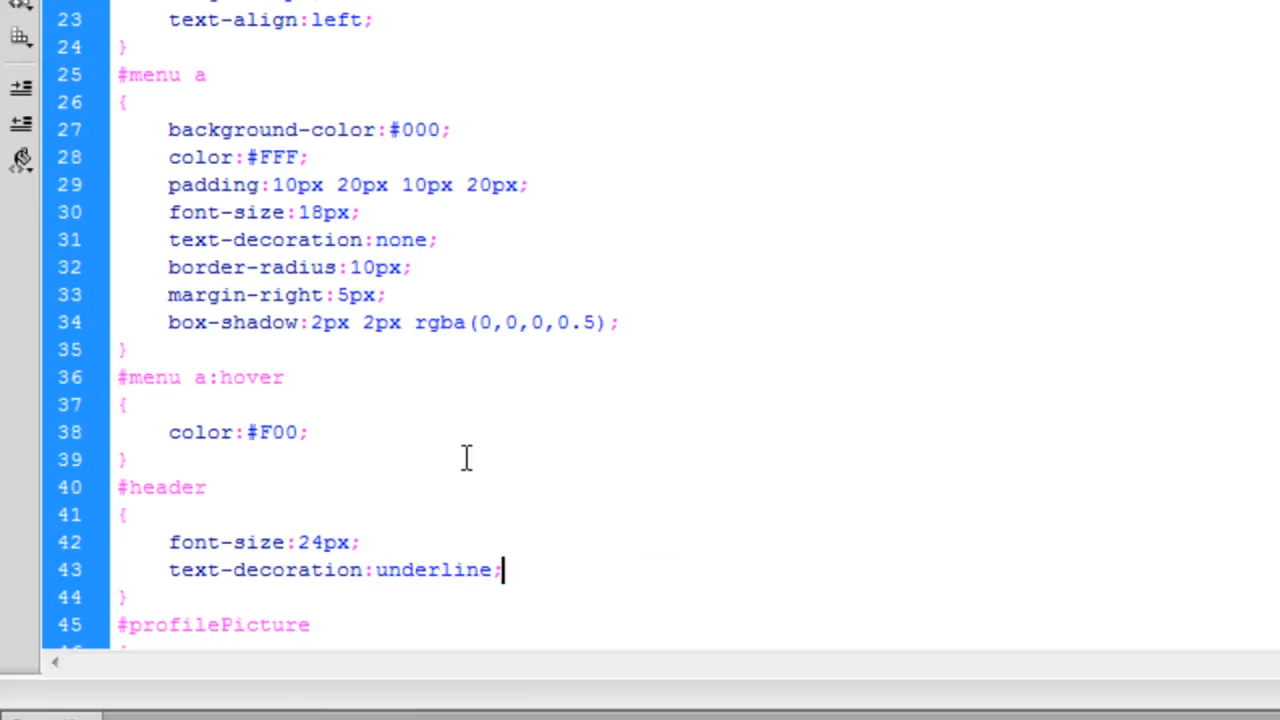 23 text-align:left;
24 }
25 #menu a
26 {
27 background-color:#000;
28 color:#FFF;
29 padding:10px 20px 10px 20px;
30 font-size:18px;
31 text-decoration:none;
32 border-radius:10px;
33 margin-right:5px;
34 box-shadow:2px 2px rgba(0,0,0,0.5);
35 }
36 #menu a:hover
37 {
38 color:#F00;
39 }
40 #header
41 {
42 font-size:24px;
43 text-decoration:underline;
44 }
45 #profilePicture